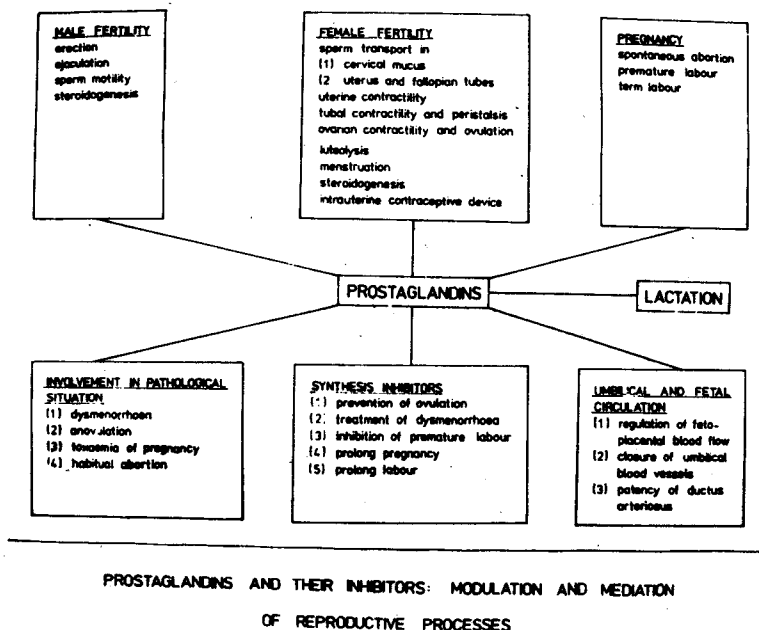 MALE FERTILITY
erection
ejaculation
sperm motility
steroidogenesis
FEMALE FERTILITY
sperm transport in
(1) cervical mucus
(2 uterus and fallopian tubes
uterine contractility
tubal contractility and peristalsis
ovarian contractility and ovulation
luteolysis
menstruation
steroidogenesis
intrauterine contraceptive device
PREGNANCY
spontaneous abortion
premature labour
term labour
PROSTAGLANDINS
LACTATION
INVOLVEMENT IN PATHOLOGICAL
SITUATION
(1) dysmenorrhoea
(2) anovulation
(3) toxaemia of pregnancy
(4) habitual abortion
SYNTHESIS INHIBITORS
(1) prevention of ovulation
(2) treatment of dysmenorrhoea
(3) inhibition of premature labour
(4) prolong pregnancy
(5) prolong labour
UMBILICAL AND FETAL
CIRCULATION
(1) regulation of feto-
placental blood flow
(2) closure of umbilical
blood vessels
(3) patency of ductus
arteriosus
PROSTAGLANDINS AND THEIR INHIBITORS: MODULATION AND MEDIATION
OF REPRODUCTIVE PROCESSES